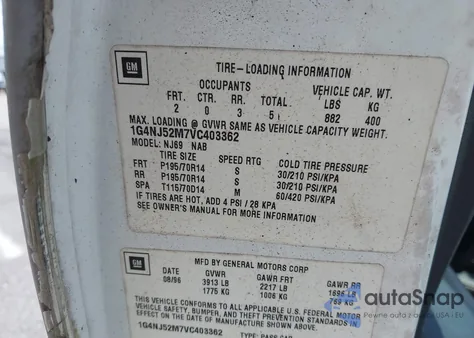 GM
TIRE-LOADING INFORMATION
OCCUPANTS VEHICLE CAP. WT.
FRT. CTR. RR. TOTAL LBS KG
2 0 3 5 882 400
MAX. LOADING @ GVWR SAME AS VEHICLE CAPACITY WEIGHT.
1G4NJ52M7VC403362
MODEL: NJ69 NAB
TIRE SIZE SPEED RTG COLD TIRE PRESSURE
FRT P195/70R14 S 30/210 PSI/KPA
RR P195/70R14 S 30/210 PSI/KPA
SPA T115/70D14 M 60/420 PSI/KPA
IF TIRES ARE HOT, ADD 4 PSI / 28 KPA
SEE OWNER'S MANUAL FOR MORE INFORMATION
GM
MFD BY GENERAL MOTORS CORP
DATE GVWR GAWR FRT GAWR RR
08/96 3913 LB 2217 LB 1696 LB
1775 KG 1006 KG 769 KG
autoSnap
THIS VEHICLE CONFORMS TO ALL APPLICABLE U.S. FEDERAL MOTOR
VEHICLE SAFETY, BUMPER, AND THEFT PREVENTION STANDARDS
EFFECT ON THE DATE OF MANUFACTURE SHOWN ABOVE.
1G4NJ52M7VC403362